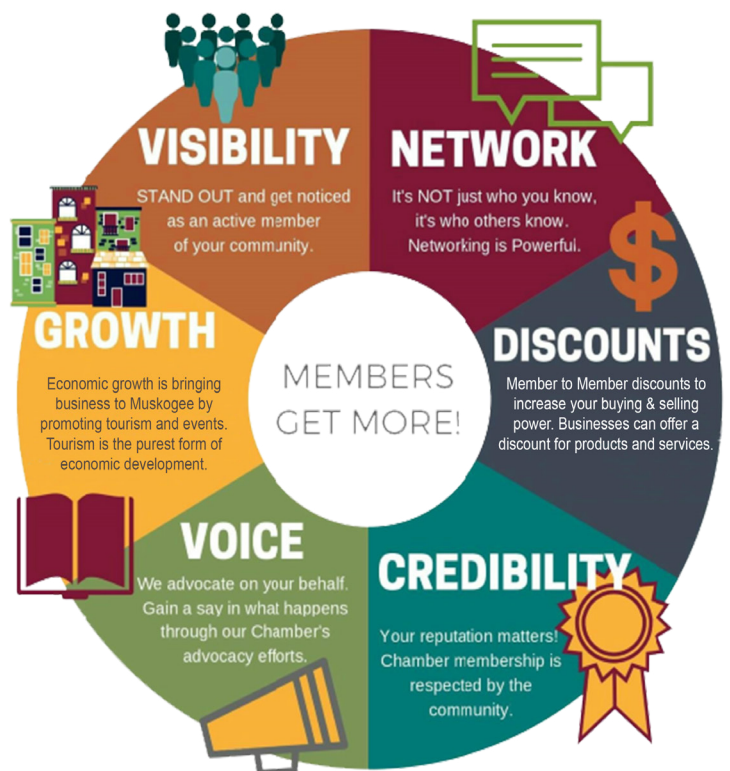 VISIBILITY
STAND OUT and get noticed
as an active member
of your community.
NETWORK
It's NOT just who you know,
it's who others know.
Networking is Powerful.
$
DISCOUNTS
Member to Member discounts to
increase your buying & selling
power. Businesses can offer a
discount for products and services.
CREDIBILITY
Your reputation matters!
Chamber membership is
respected by the
community.
VOICE
We advocate on your behalf.
Gain a say in what happens
through our Chamber's
advocacy efforts.
GROWTH
Economic growth is bringing
business to Muskogee by
promoting tourism and events.
Tourism is the purest form of
economic development.
MEMBERS
GET MORE!